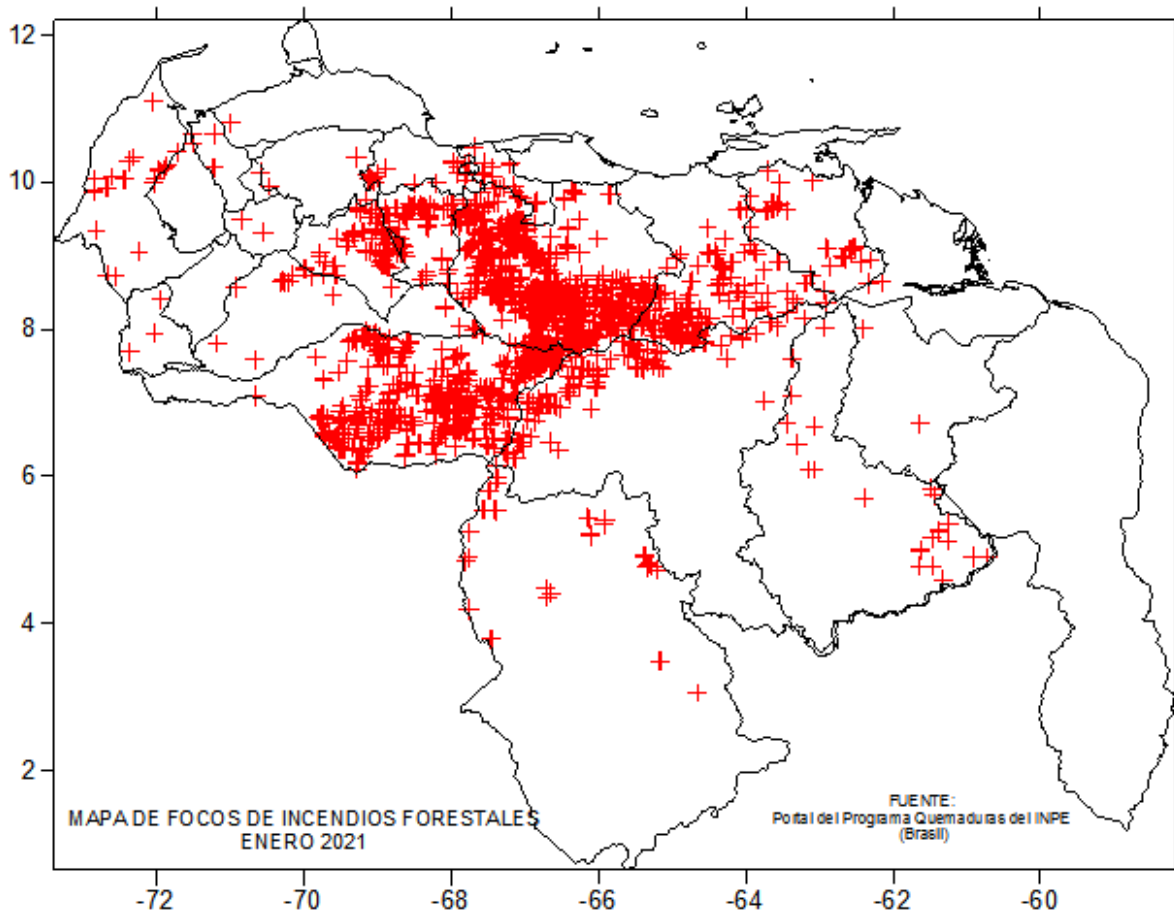 12
10
8
6
4
2
MAPA DE FOCOS DE INCENDIOS FORESTALES
ENERO 2021
FUENTE:
Portal del Programa Quemaduras del INPE
(Brasil)
-72 -70 -68 -66 -64 -62 -60